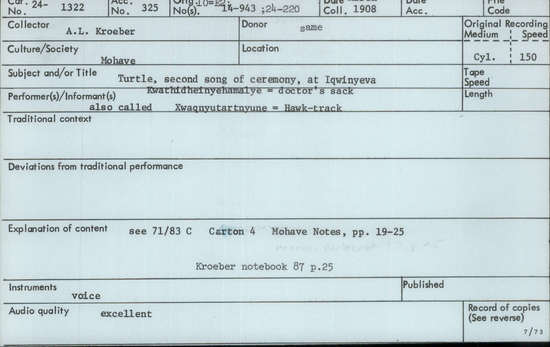 Cat. 24- 1322 Acc. 325 Orig. 14-943 ;24-220 Date Date File
No. No. No(s). Coll. 1908 Acc. Code
Collector A.L. Kroeber Donor same Original Recording
Medium Speed
Culture/Society Mohave Location Cyl. 150
Subject and/or Title Turtle, second song of ceremony, at Iqwinyeva Tape Speed
Performer(s)/Informant(s) Kwathidheinyehamalye = doctor's sack Length
also called Xwaqnyutartnyune = Hawk-track
Traditional context
Deviations from traditional performance
Explanation of content see 71/83 C Carton 4 Mohave Notes, pp. 19-25
Kroeber notebook 87 p.25
Instruments voice Published
Audio quality excellent Record of copies
(See reverse)
7/73